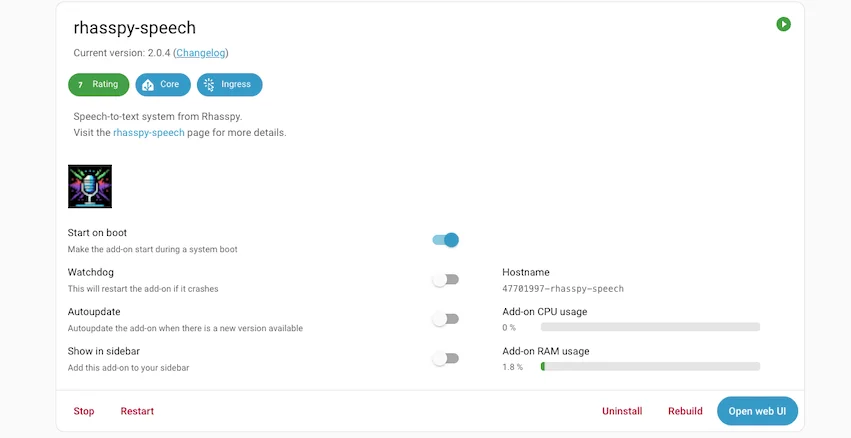 rhasspy-speech
Current version: 2.0.4 (Changelog)
7 Rating Core Ingress
Speech-to-text system from Rhasspy.
Visit the rhasspy-speech page for more details.
Start on boot
Make the add-on start during a system boot
Watchdog
This will restart the add-on if it crashes
Autoupdate
Autoupdate the add-on when there is a new version available
Show in sidebar
Add this add-on to your sidebar
Hostname
47701997-rhasspy-speech
Add-on CPU usage
0 %
Add-on RAM usage
1.8 %
Stop Restart Uninstall Rebuild Open web UI